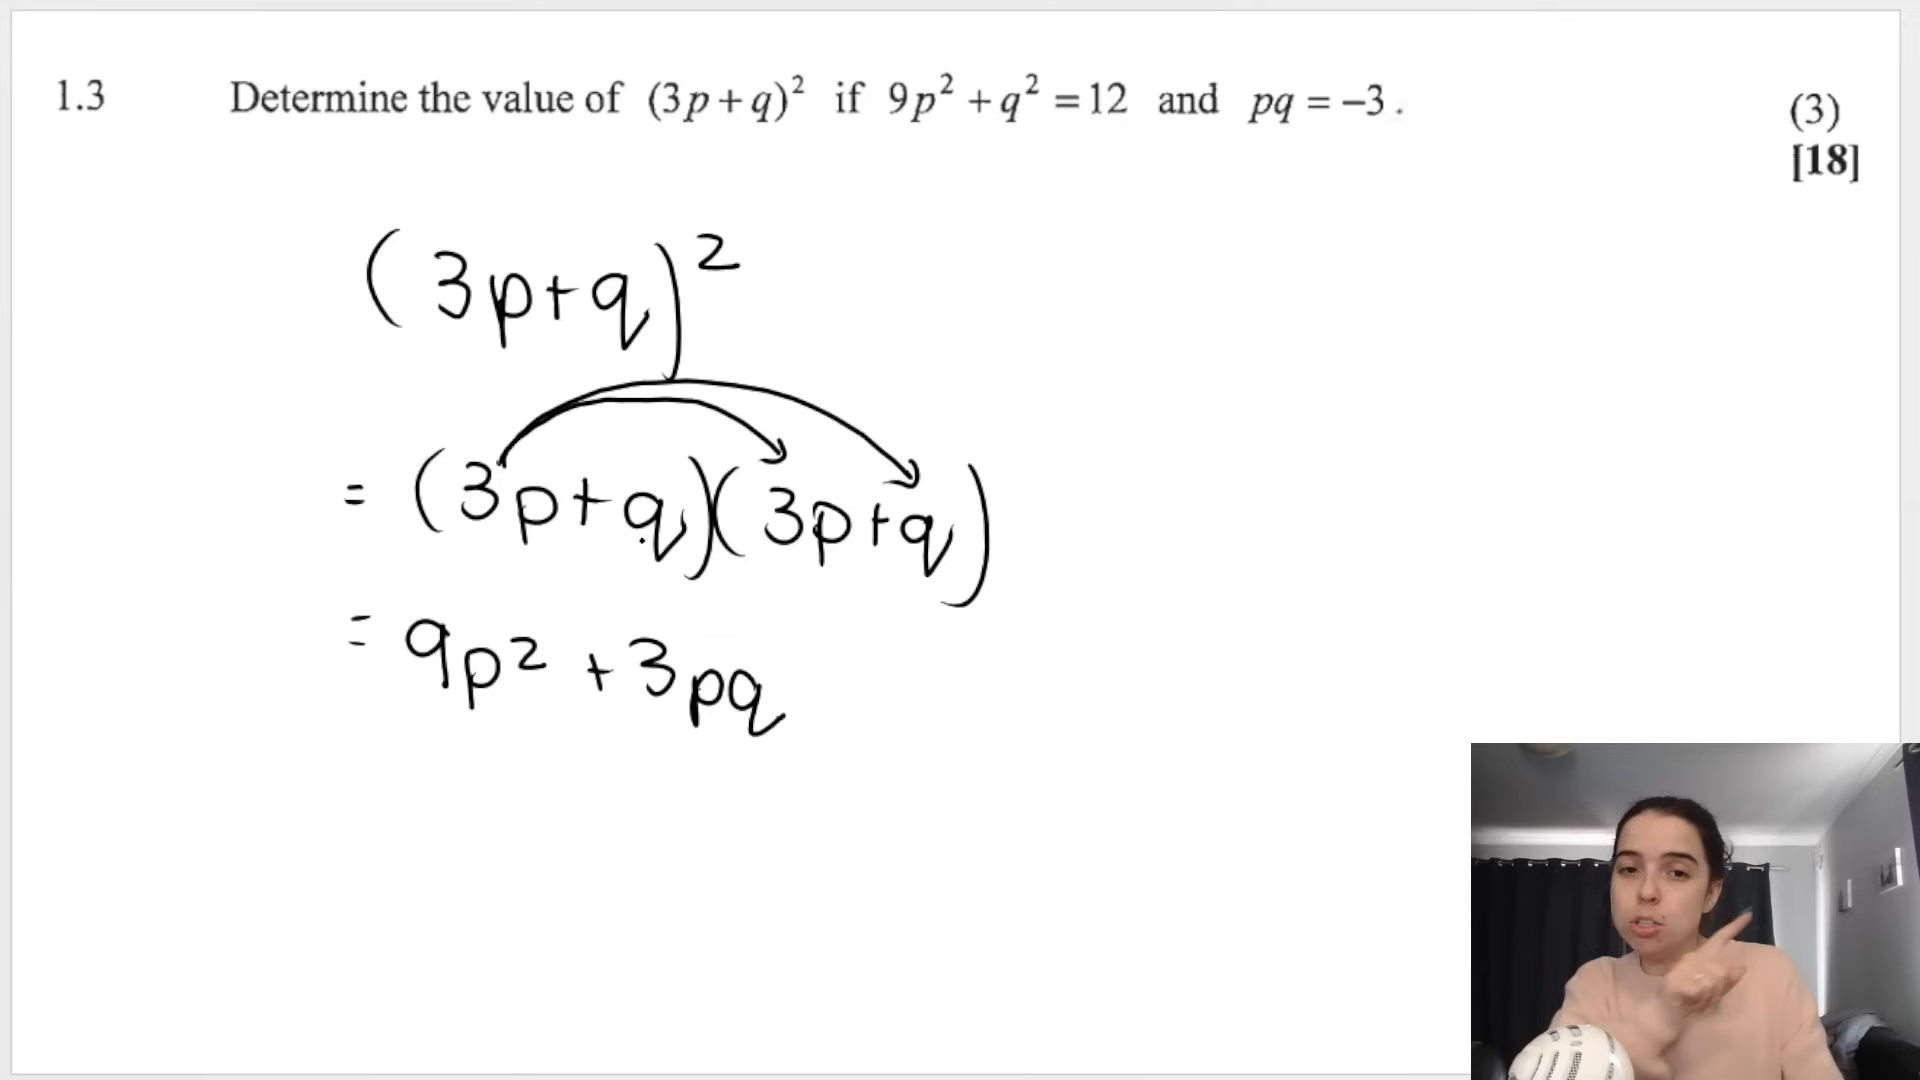 1.3 Determine the value of (3p+q)² if 9p²+q²=12 and pq=–3. (3)
[18]
(3p+q)²
= (3p+q)(3p+q)
= 9p² + 3pq